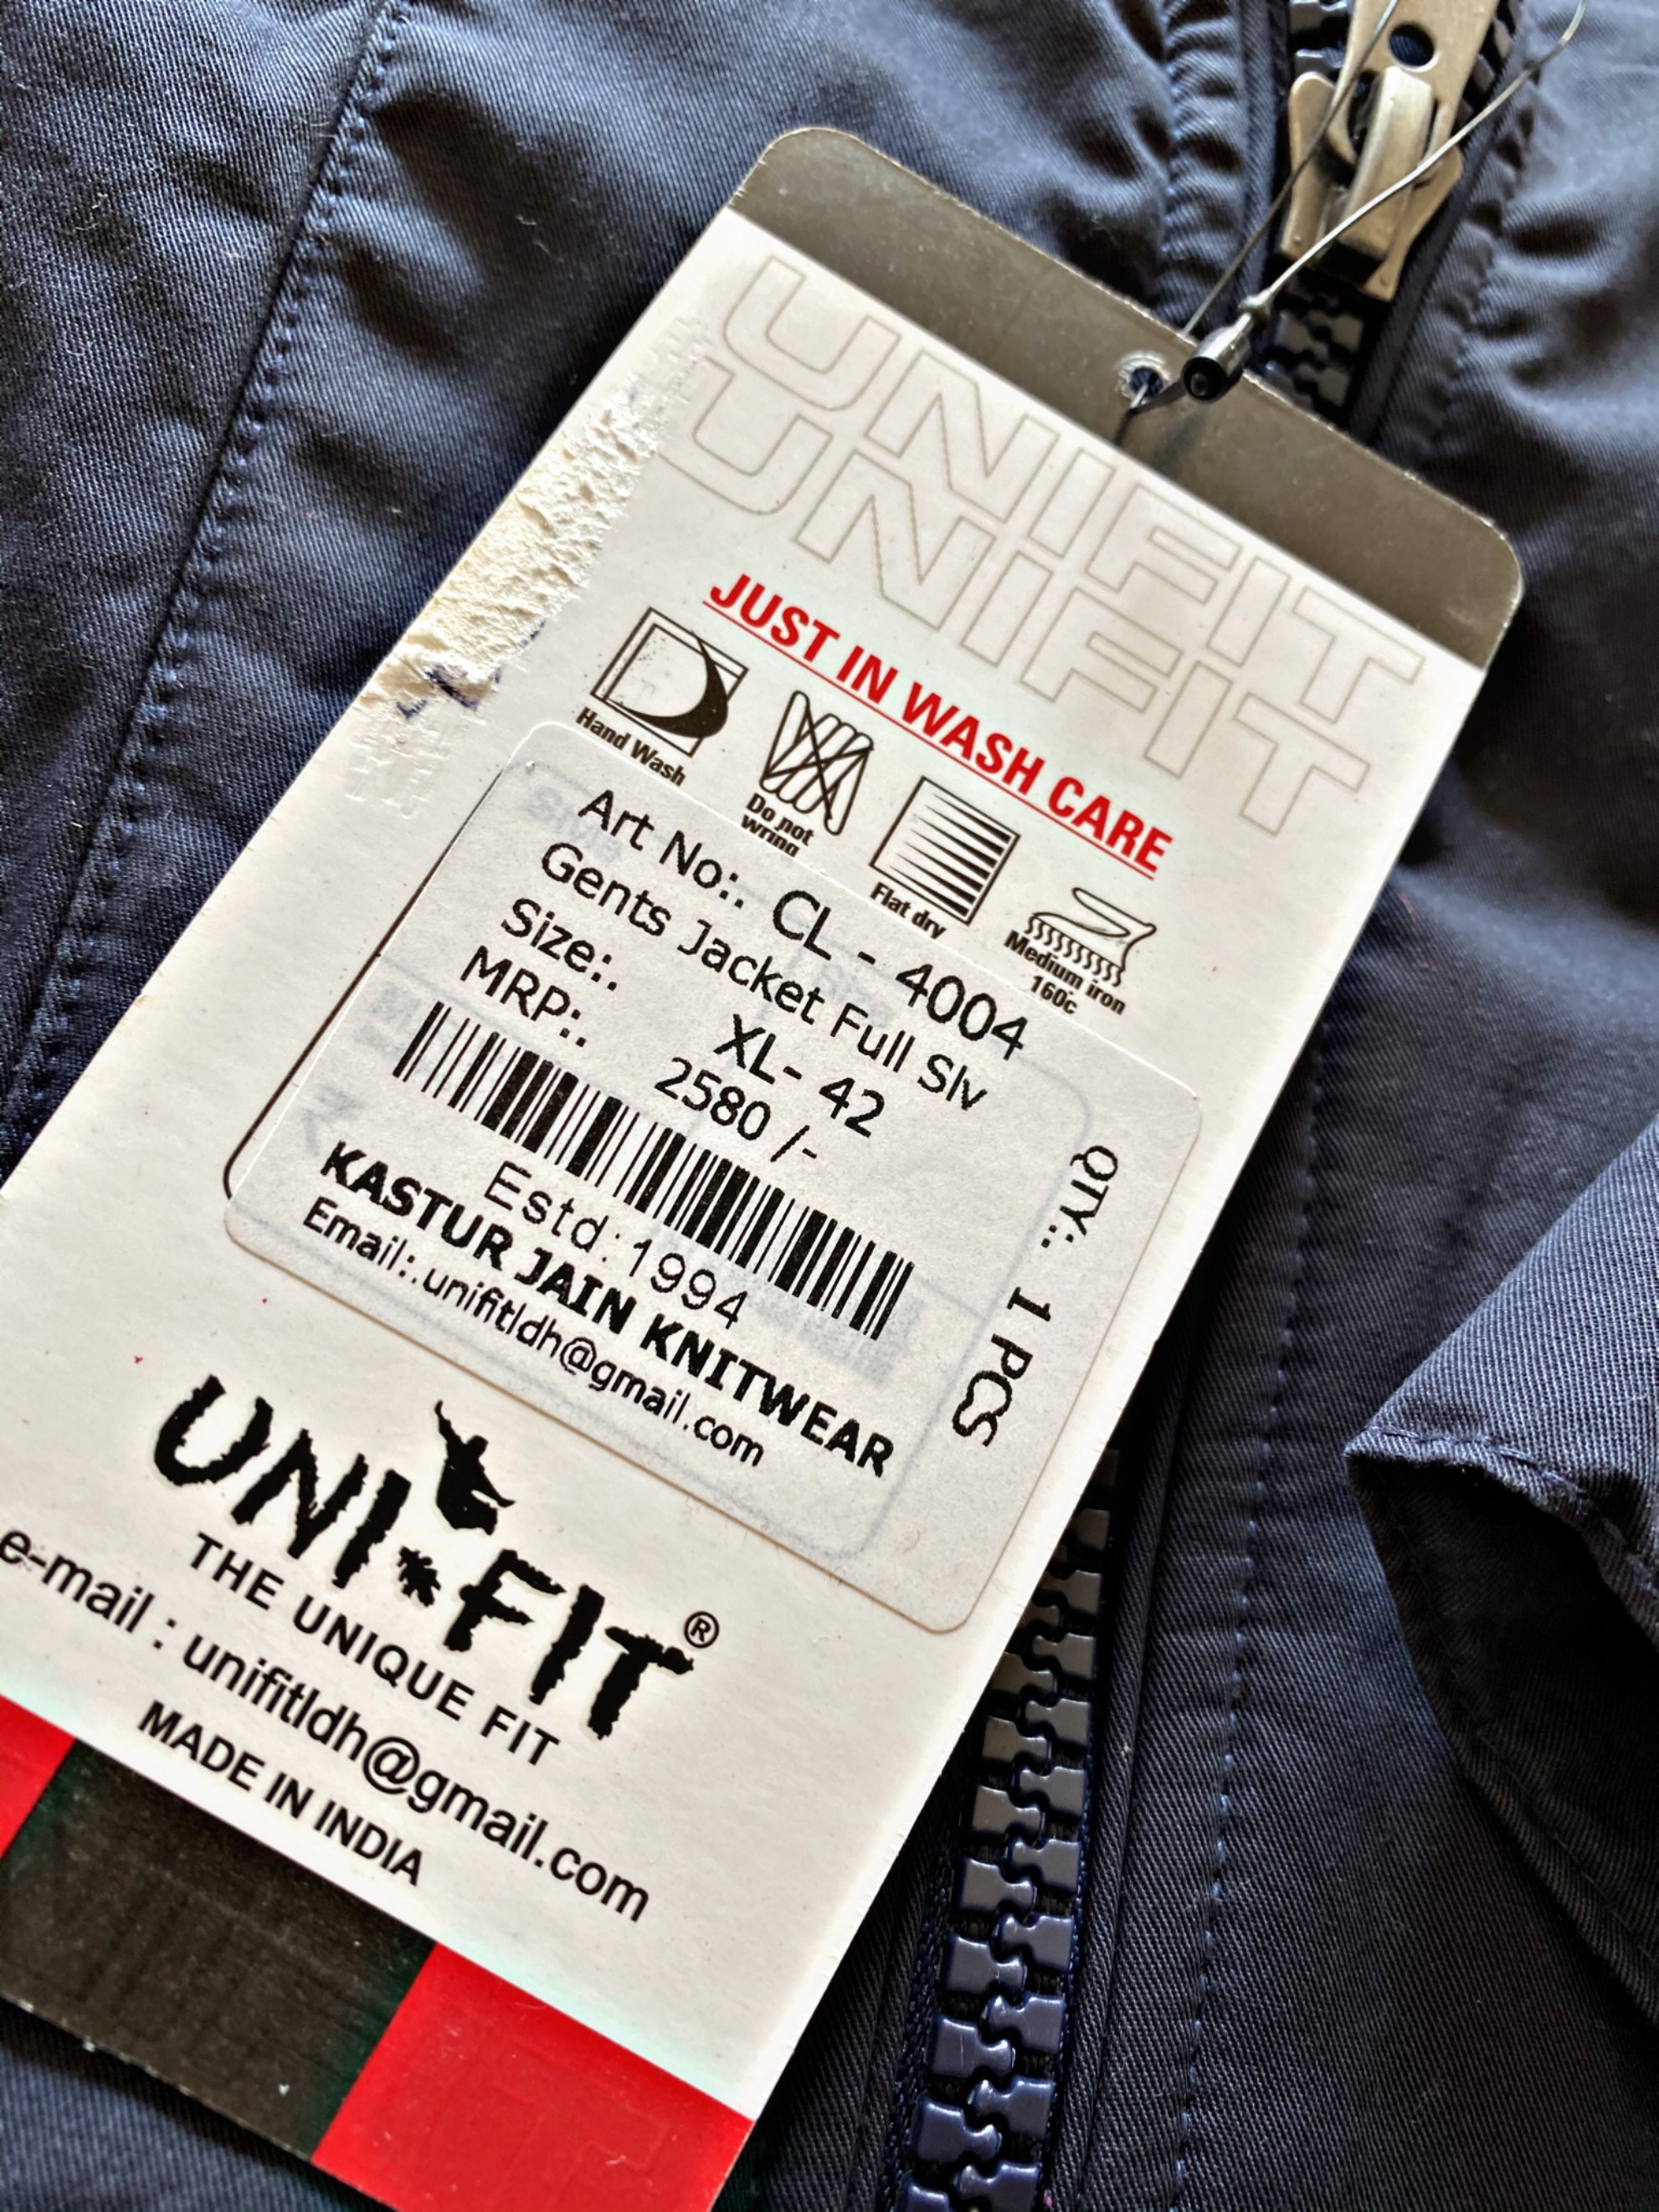 UNIFIT
UNIFIT
JUST IN WASH CARE
Hand Wash
Do not
wring
Flat dry
Medium iron
160c
Art No:. CL - 4004
Gents Jacket Full Slv
Size:. XL- 42
MRP:. 2580 /-
QTY:. 1 PCS
Estd:1994
KASTUR JAIN KNITWEAR
Email:.unifitldh@gmail.com
UNI FIT®
THE UNIQUE FIT
e-mail : unifitldh@gmail.com
MADE IN INDIA